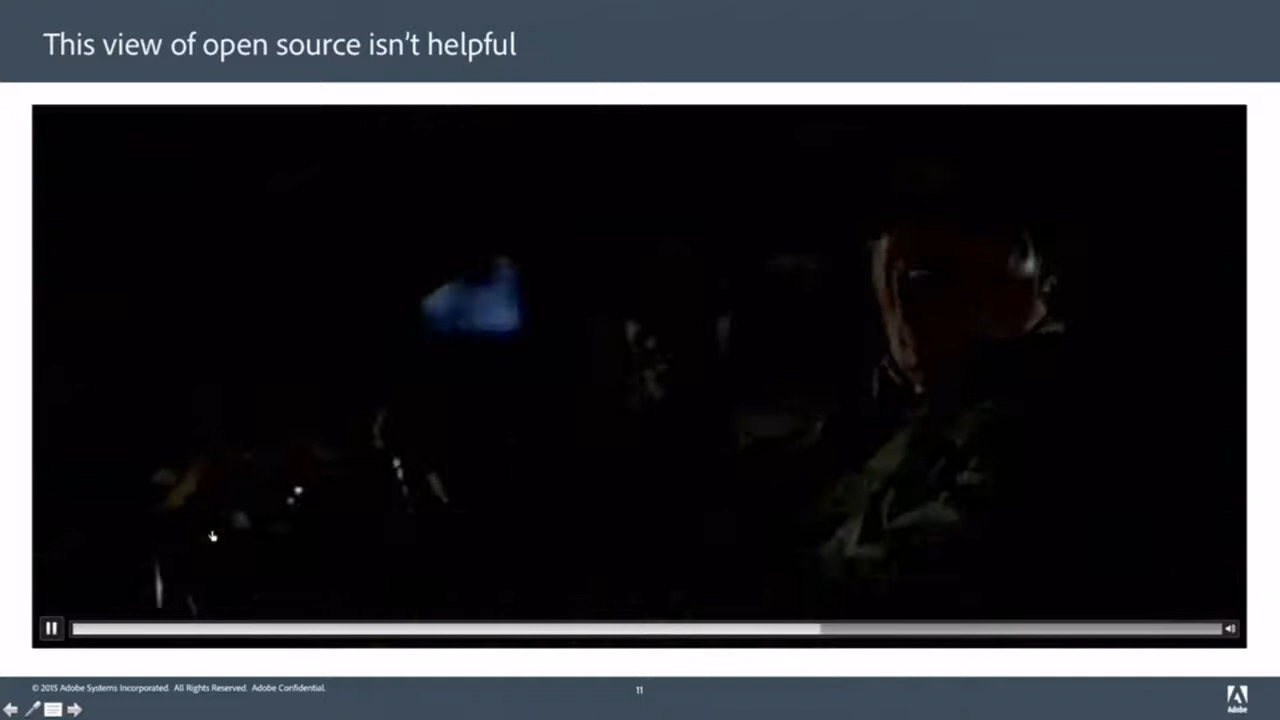 This view of open source isn't helpful
© 2015 Adobe Systems Incorporated. All Rights Reserved. Adobe Confidential.
11
Adobe